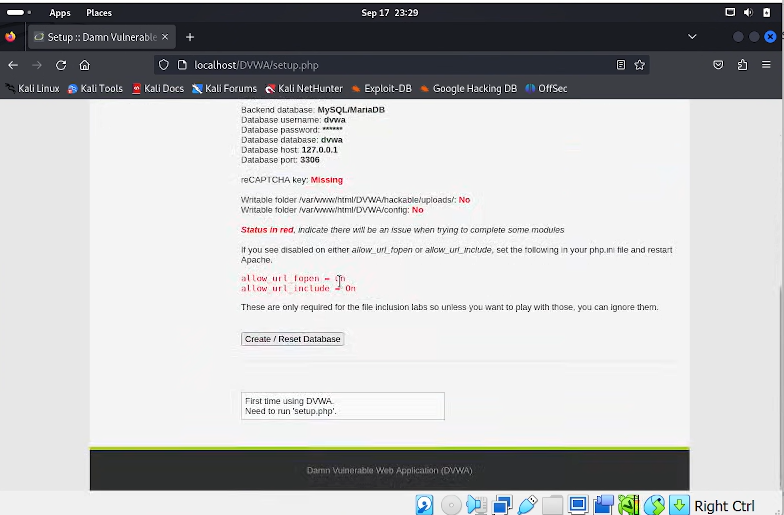 Apps Places Sep 17 23:29
Setup :: Damn Vulnerable
localhost/DVWA/setup.php
Kali Linux Kali Tools Kali Docs Kali Forums Kali NetHunter Exploit-DB Google Hacking DB OffSec
Backend database: MySQL/MariaDB
Database username: dvwa
Database password: ******
Database database: dvwa
Database host: 127.0.0.1
Database port: 3306
reCAPTCHA key: Missing
Writable folder /var/www/html/DVWA/hackable/uploads/: No
Writable folder /var/www/html/DVWA/config: No
Status in red, indicate there will be an issue when trying to complete some modules
If you see disabled on either allow_url_fopen or allow_url_include, set the following in your php.ini file and restart
Apache.
allow_url_fopen = On
allow_url_include = On
These are only required for the file inclusion labs so unless you want to play with those, you can ignore them.
Create / Reset Database
First time using DVWA.
Need to run 'setup.php'.
Damn Vulnerable Web Application (DVWA)
Right Ctrl